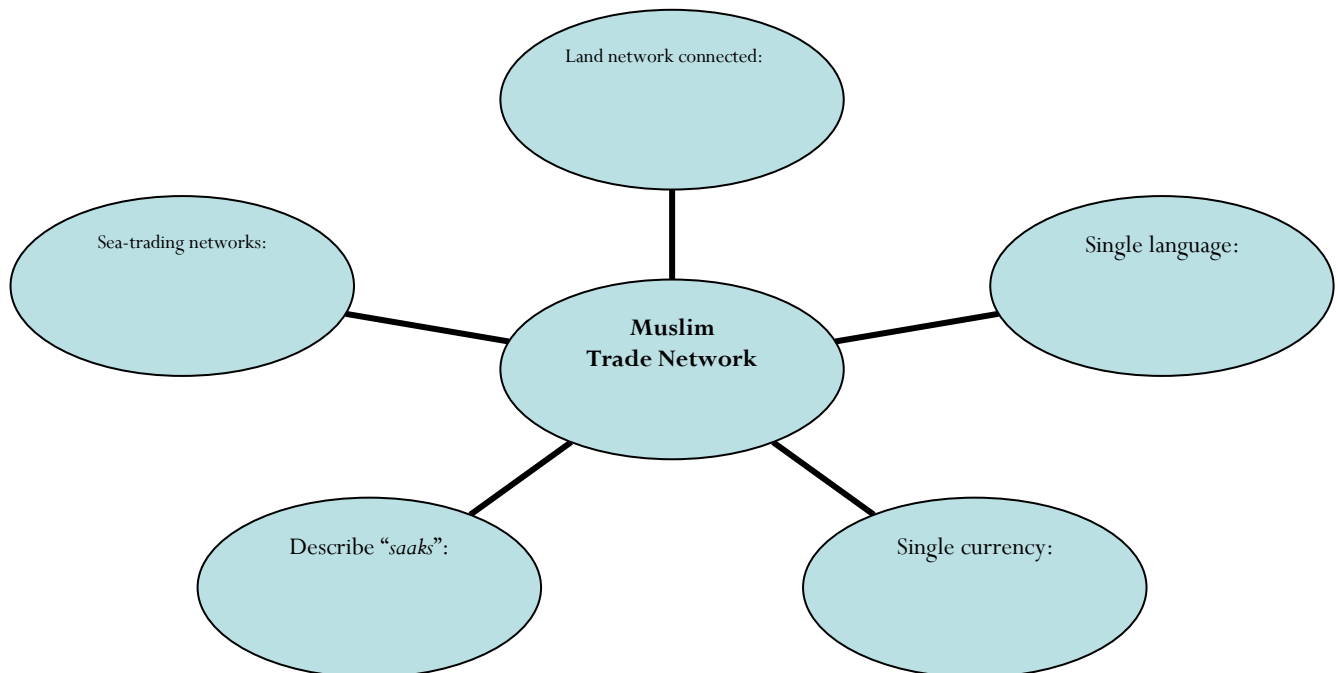 Land network connected:
Sea-trading networks:
Single language:
Muslim
Trade Network
Describe “saaks”:
Single currency: